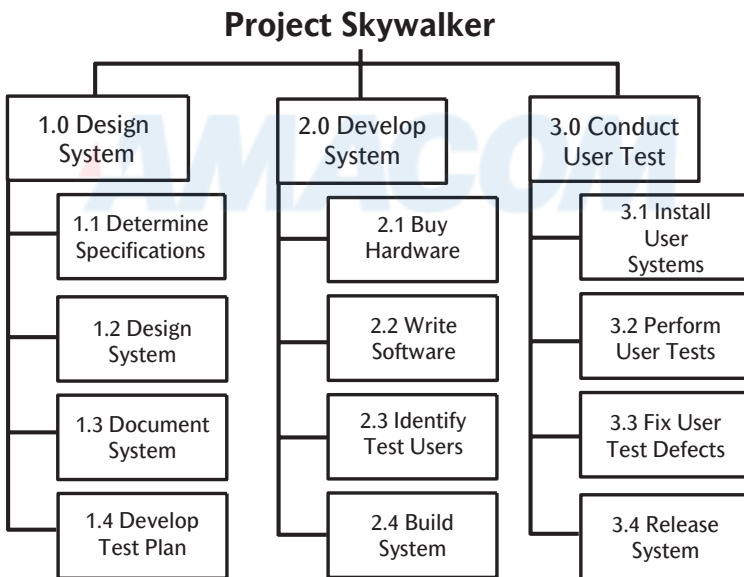 Project Skywalker
1.0 Design
System
1.1 Determine
Specifications
1.2 Design
System
1.3 Document
System
1.4 Develop
Test Plan
2.0 Develop
System
2.1 Buy
Hardware
2.2 Write
Software
2.3 Identify
Test Users
2.4 Build
System
3.0 Conduct
User Test
3.1 Install
User
Systems
3.2 Perform
User Tests
3.3 Fix User
Test Defects
3.4 Release
System
AMACOM